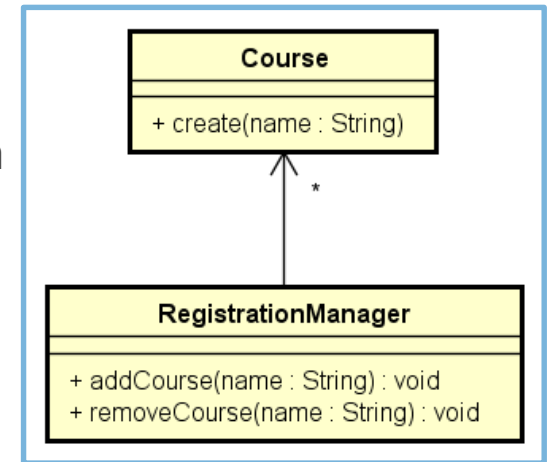 Course
+ create(name : String)
*
RegistrationManager
+ addCourse(name : String) : void
+ removeCourse(name : String) : void